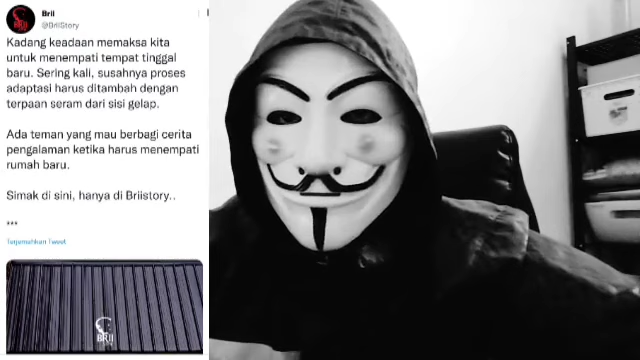 Brii
@BriiStory
Kadang keadaan memaksa kita
untuk menempati tempat tinggal
baru. Sering kali, susahnya proses
adaptasi harus ditambah dengan
terpaan seram dari sisi gelap.
Ada teman yang mau berbagi cerita
pengalaman ketika harus menempati
rumah baru.
Simak di sini, hanya di Briistory..
***
Terjemahkan Tweet
BRII